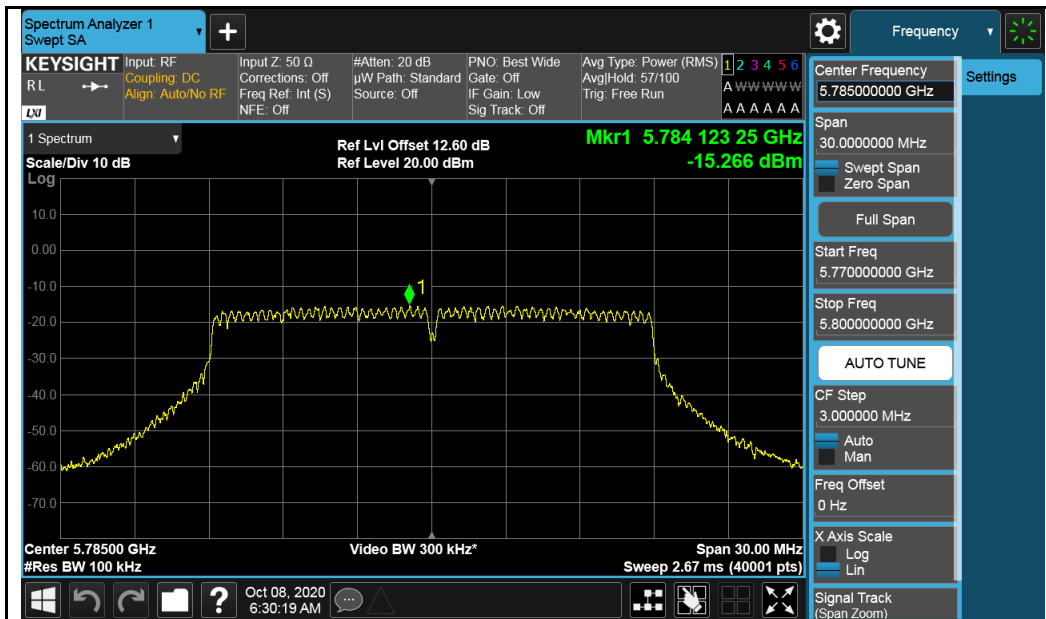 Spectrum Analyzer 1
Swept SA
+
Frequency
KEYSIGHT
R L
LXI
Input: RF
Coupling: DC
Align: Auto/No RF
Input Z: 50 Ω
Corrections: Off
Freq Ref: Int (S)
NFE: Off
#Atten: 20 dB
µW Path: Standard
Source: Off
PNO: Best Wide
Gate: Off
IF Gain: Low
Sig Track: Off
Avg Type: Power (RMS)
Avg|Hold: 57/100
Trig: Free Run
1 2 3 4 5 6
A W W W W W
A A A A A A
1 Spectrum
Scale/Div 10 dB
Log
Ref Lvl Offset 12.60 dB
Ref Level 20.00 dBm
Mkr1 5.784 123 25 GHz
-15.266 dBm
10.0
0.00
-10.0
-20.0
-30.0
-40.0
-50.0
-60.0
-70.0
1
Center 5.78500 GHz
#Res BW 100 kHz
Video BW 300 kHz*
Span 30.00 MHz
Sweep 2.67 ms (40001 pts)
Center Frequency
5.785000000 GHz
Settings
Span
30.0000000 MHz
Swept Span
Zero Span
Full Span
Start Freq
5.770000000 GHz
Stop Freq
5.800000000 GHz
AUTO TUNE
CF Step
3.000000 MHz
Auto
Man
Freq Offset
0 Hz
X Axis Scale
Log
Lin
Signal Track
(Span Zoom)
?
Oct 08, 2020
6:30:19 AM